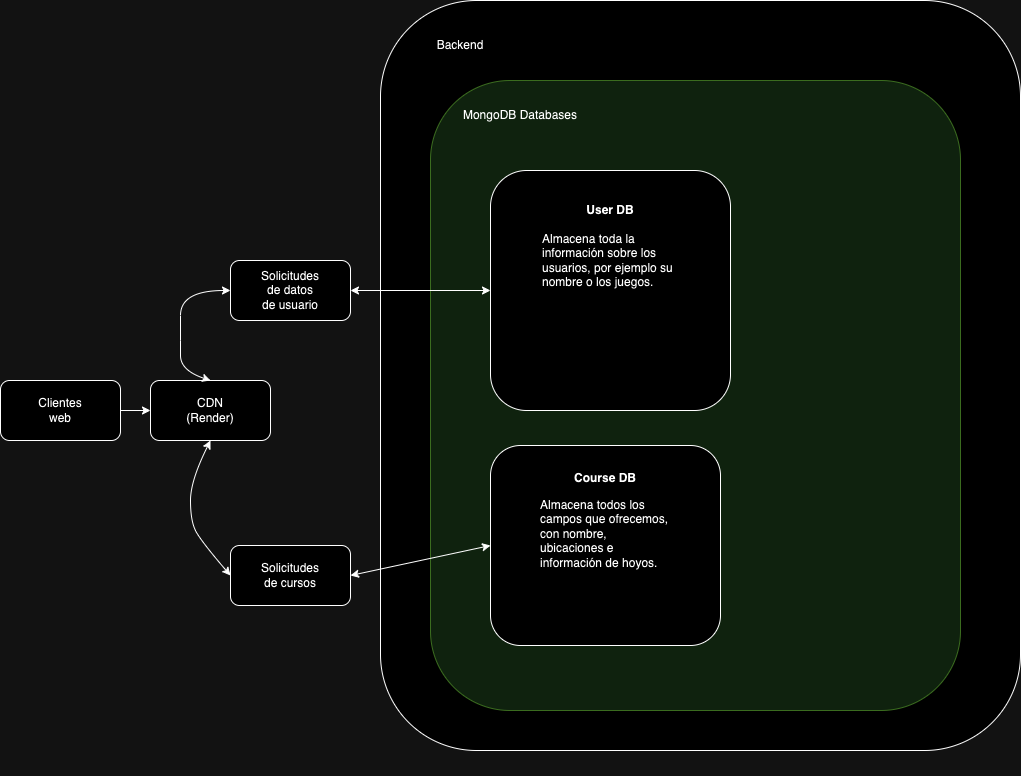 Backend
MongoDB Databases
User DB
Almacena toda la
información sobre los
usuarios, por ejemplo su
nombre o los juegos.
Solicitudes
de datos
de usuario
Clientes
web
CDN
(Render)
Course DB
Almacena todos los
campos que ofrecemos,
con nombre,
ubicaciones e
información de hoyos.
Solicitudes
de cursos